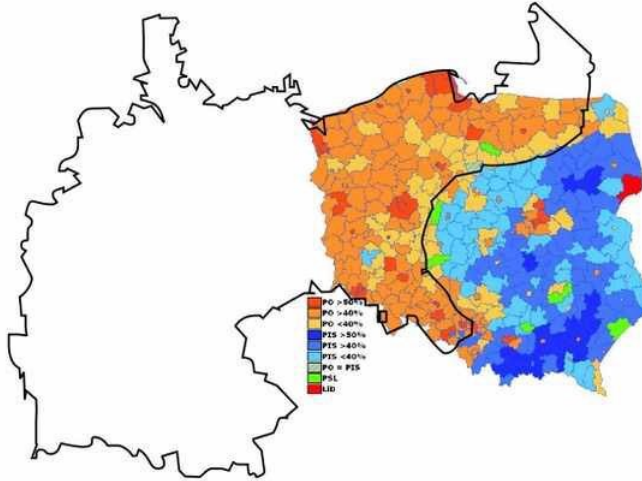 PO >50%
PO >40%
PO <40%
PIS >50%
PIS >40%
PIS <40%
PO = PIS
PSL
LiD